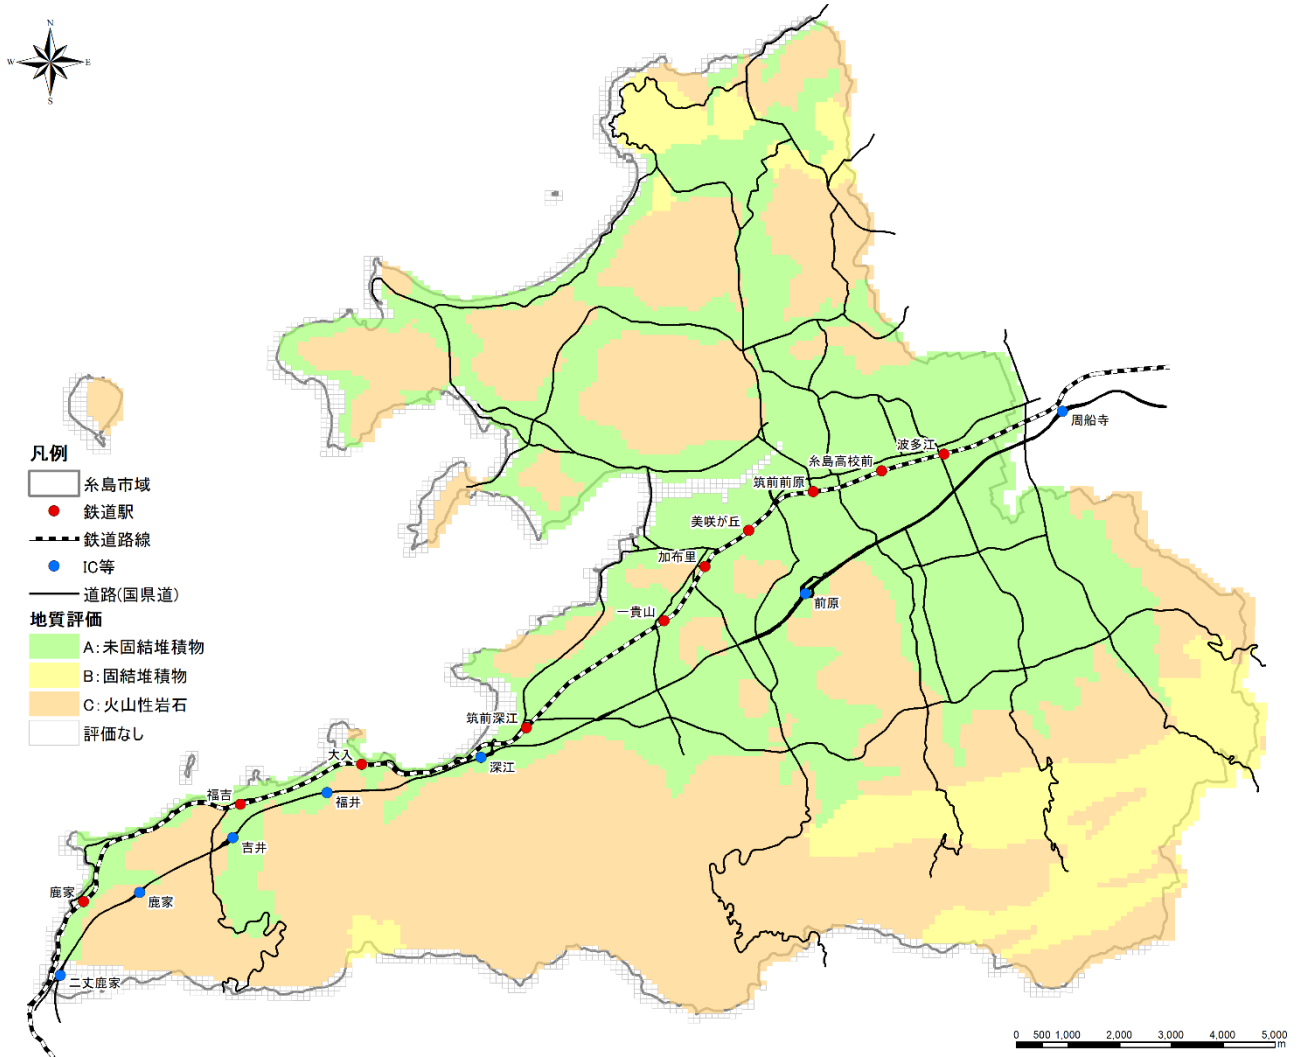 N
W
E
S
周船寺
波多江
糸島高校前
筑前前原
美咲が丘
加布里
前原
一貴山
筑前深江
深江
大入
福井
福吉
吉井
鹿家
鹿家
二丈鹿家
凡例
糸島市域
鉄道駅
鉄道路線
IC等
道路(国県道)
地質評価
A:未固結堆積物
B:固結堆積物
C:火山性岩石
評価なし
0 500 1,000 2,000 3,000 4,000 5,000
m